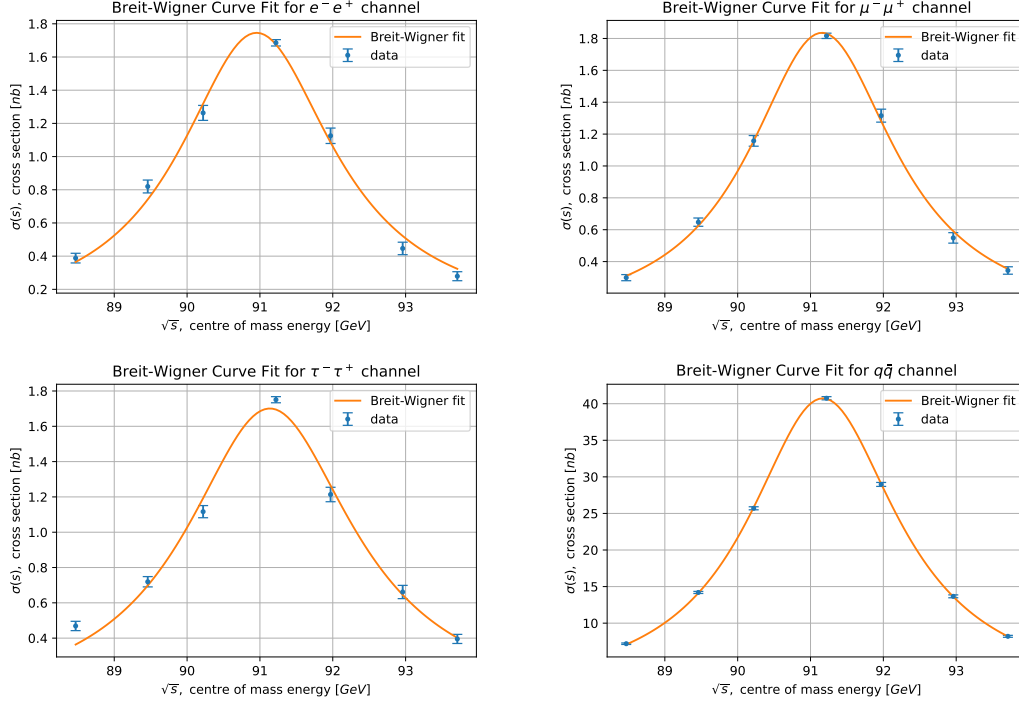 Breit-Wigner Curve Fit for e⁻e⁺ channel
1.8
1.6
1.4
1.2
1.0
0.8
0.6
0.4
0.2
σ(s), cross section [nb]
Breit-Wigner fit
data
89 90 91 92 93
√s, centre of mass energy [GeV]
Breit-Wigner Curve Fit for μ⁻μ⁺ channel
1.8
1.6
1.4
1.2
1.0
0.8
0.6
0.4
σ(s), cross section [nb]
Breit-Wigner fit
data
89 90 91 92 93
√s, centre of mass energy [GeV]
Breit-Wigner Curve Fit for τ⁻τ⁺ channel
1.8
1.6
1.4
1.2
1.0
0.8
0.6
0.4
σ(s), cross section [nb]
Breit-Wigner fit
data
89 90 91 92 93
√s, centre of mass energy [GeV]
Breit-Wigner Curve Fit for qq̄ channel
40
35
30
25
20
15
10
σ(s), cross section [nb]
Breit-Wigner fit
data
89 90 91 92 93
√s, centre of mass energy [GeV]